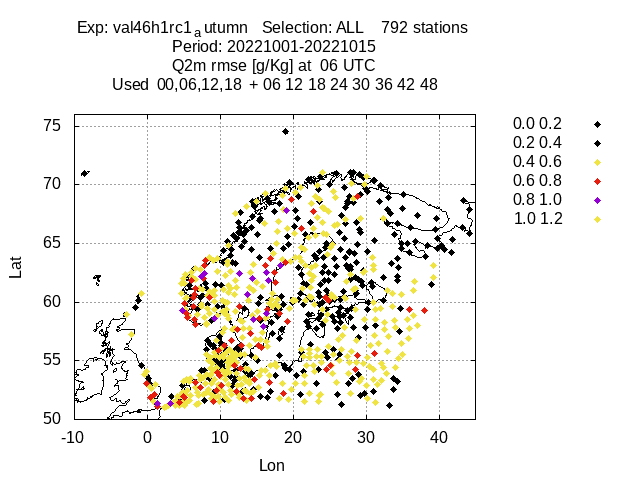 Exp: val46h1rc1autumn Selection: ALL 792 stations
Period: 20221001-20221015
Q2m rmse [g/Kg] at 06 UTC
Used 00,06,12,18 + 06 12 18 24 30 36 42 48
75
70
65
60
55
50
Lat
-10 0 10 20 30 40
Lon
0.0 0.2
0.2 0.4
0.4 0.6
0.6 0.8
0.8 1.0
1.0 1.2